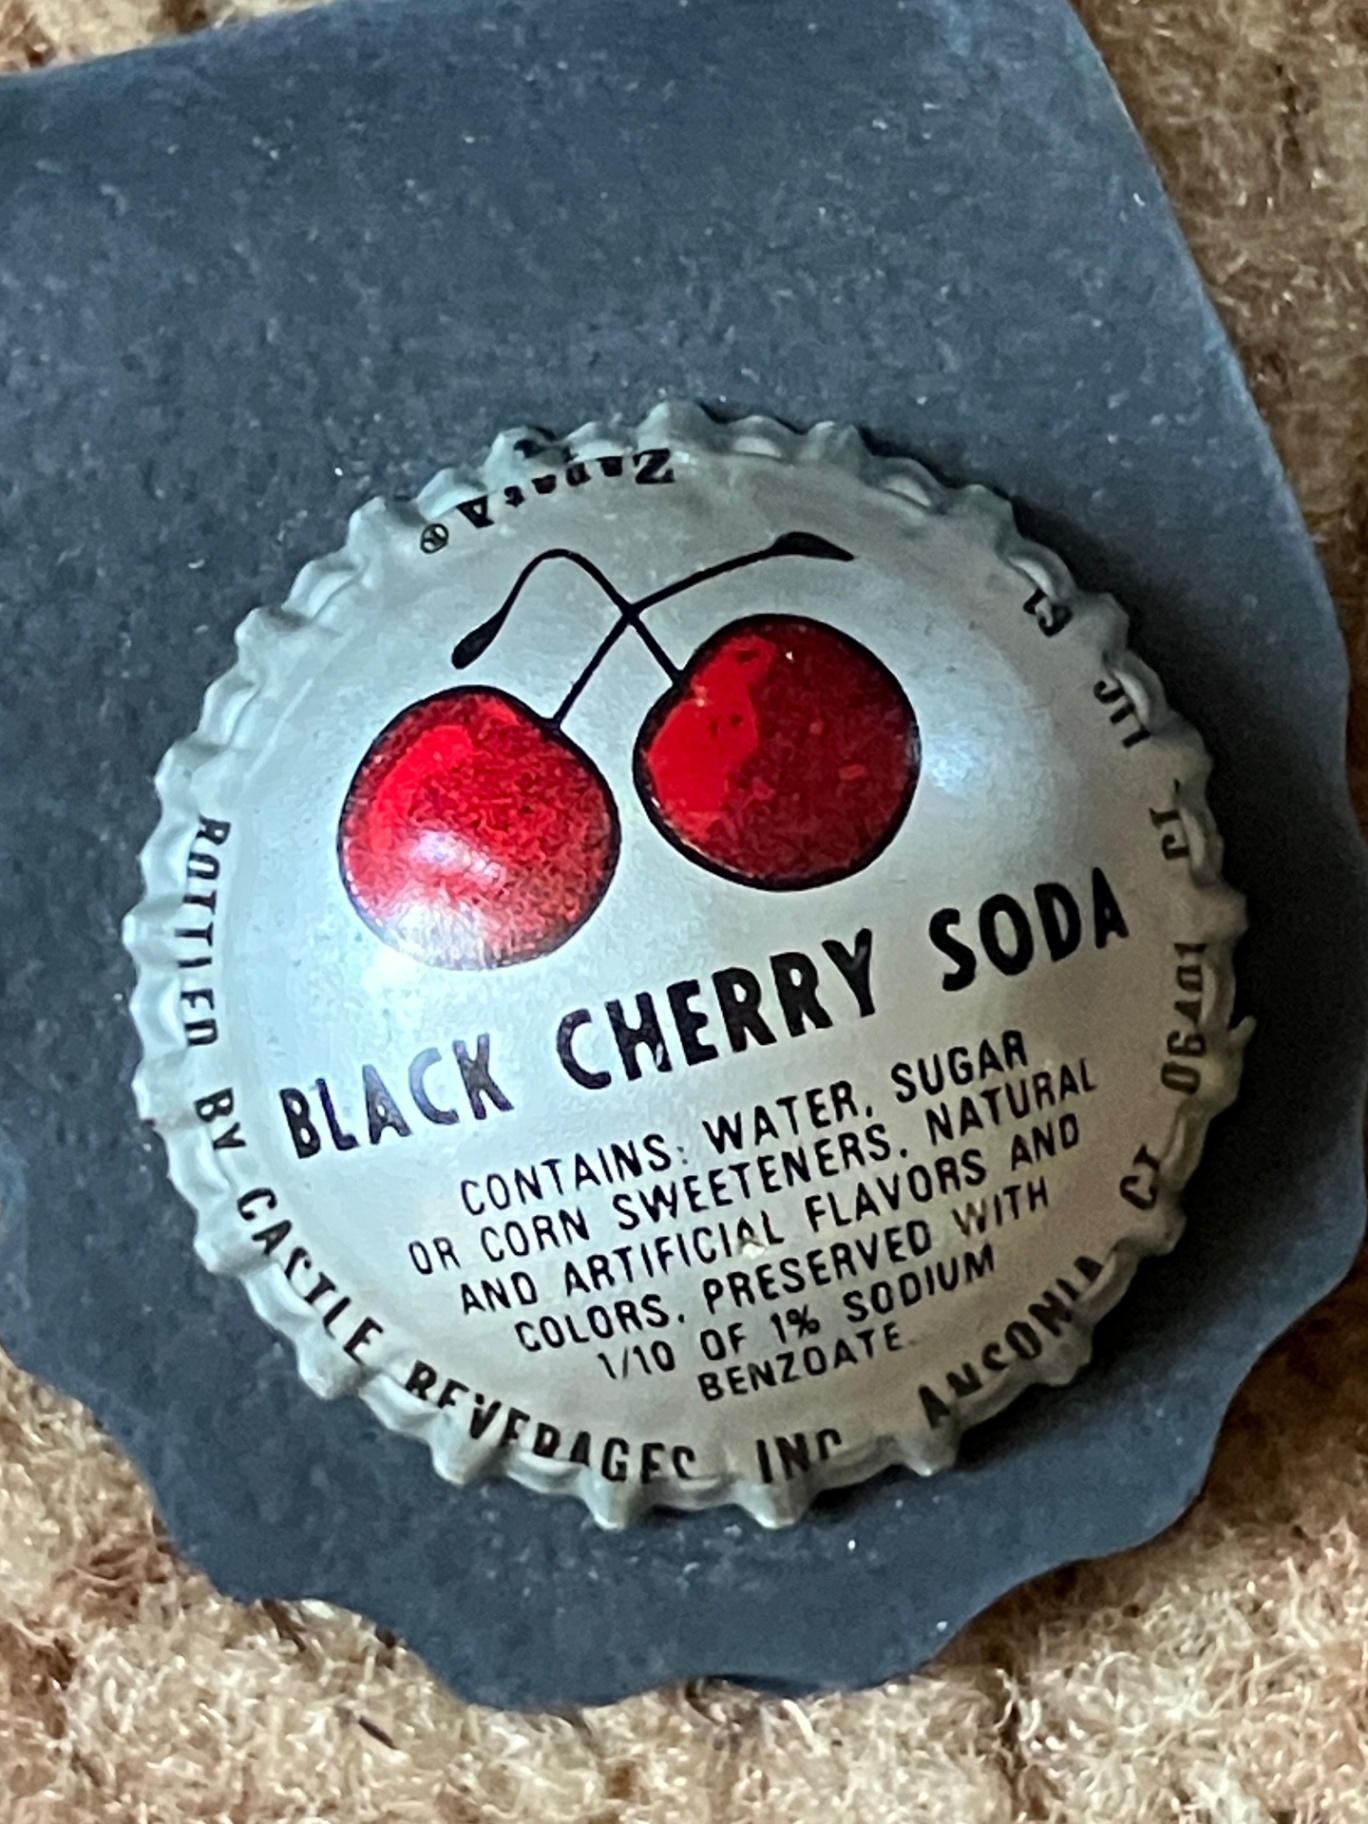 ZapatA®
BLACK CHERRY SODA
CONTAINS: WATER, SUGAR
OR CORN SWEETENERS, NATURAL
AND ARTIFICIAL FLAVORS AND
COLORS, PRESERVED WITH
1/10 OF 1% SODIUM
BENZOATE.
BOTTLED BY CASTLE BEVERAGES INC ANSONIA CT 06401